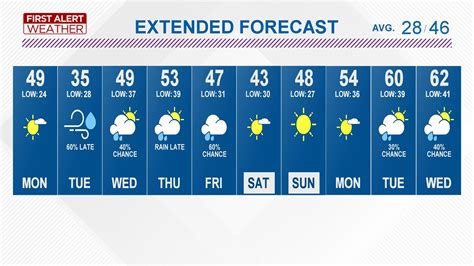 FIRST ALERT
WEATHER
EXTENDED FORECAST
AVG. 28/46
49 35 49 53 47 43 48 54 60 62
LOW: 24 LOW: 28 LOW: 37 LOW: 39 LOW: 31 LOW: 30 LOW: 27 LOW: 36 LOW: 39 LOW: 41
60% LATE 40% CHANCE RAIN LATE 60% CHANCE 30% CHANCE 40% CHANCE
MON TUE WED THU FRI SAT SUN MON TUE WED